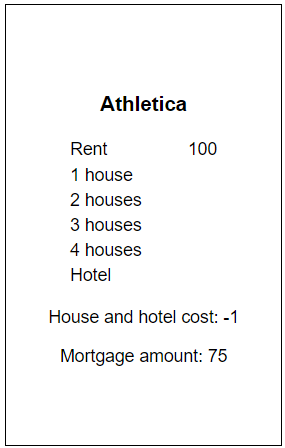 Athletica
Rent 100
1 house
2 houses
3 houses
4 houses
Hotel
House and hotel cost: -1
Mortgage amount: 75